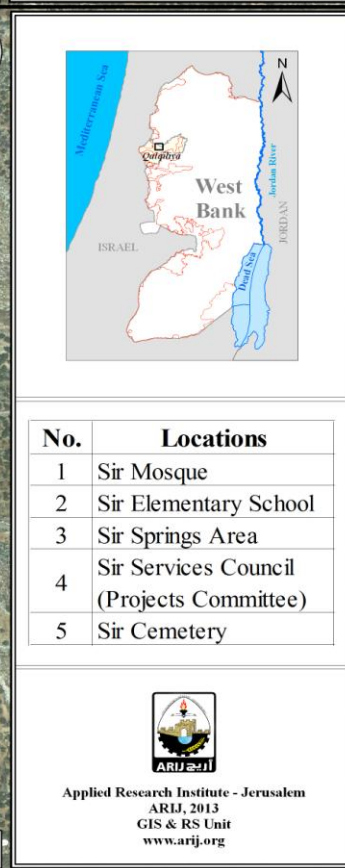 N
Mediterranean Sea
Qalqiliya
West
Bank
Jordan River
JORDAN
ISRAEL
Dead Sea
No. Locations
1 Sir Mosque
2 Sir Elementary School
3 Sir Springs Area
4 Sir Services Council
(Projects Committee)
5 Sir Cemetery
ARIJ أريج
Applied Research Institute - Jerusalem
ARIJ, 2013
GIS & RS Unit
www.arij.org